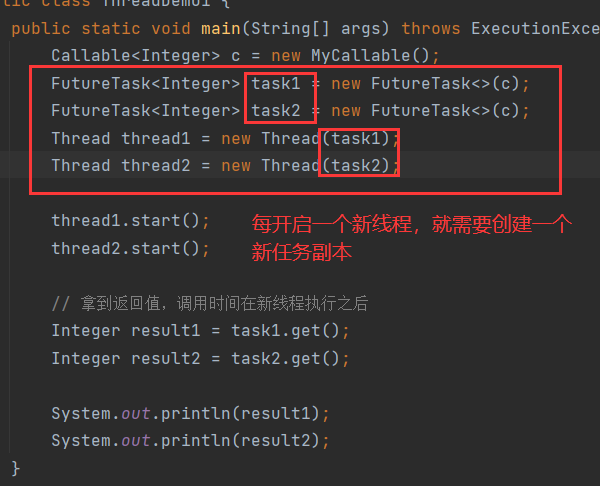 lic class ThreadDemo1 {
public static void main(String[] args) throws ExecutionExce
Callable<Integer> c = new MyCallable();
FutureTask<Integer> task1 = new FutureTask<>(c);
FutureTask<Integer> task2 = new FutureTask<>(c);
Thread thread1 = new Thread(task1);
Thread thread2 = new Thread(task2);
thread1.start();
thread2.start();
每开启一个新线程，就需要创建一个
新任务副本
// 拿到返回值，调用时间在新线程执行之后
Integer result1 = task1.get();
Integer result2 = task2.get();
System.out.println(result1);
System.out.println(result2);
}